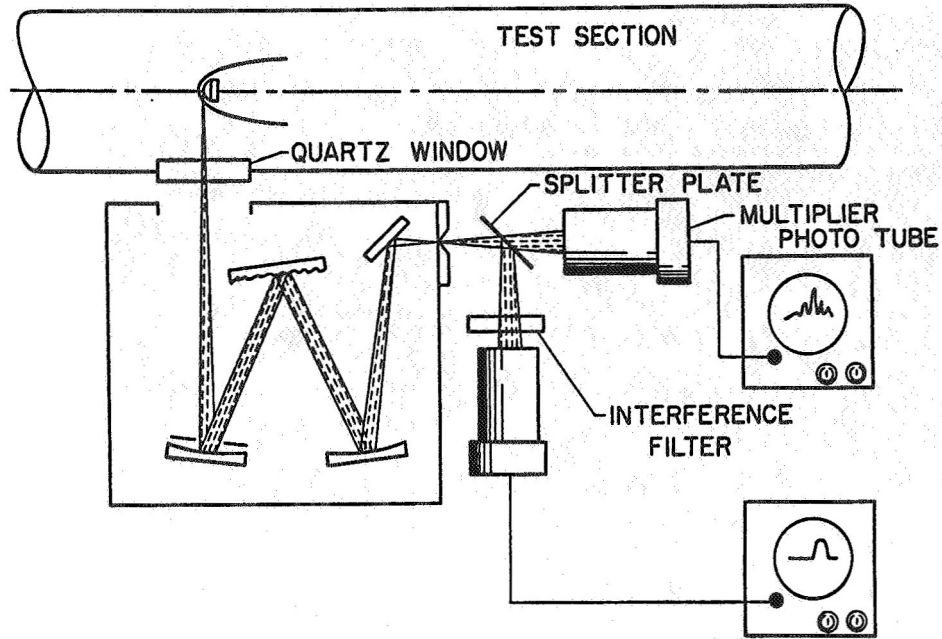 TEST SECTION
QUARTZ WINDOW
SPLITTER PLATE
MULTIPLIER
PHOTO TUBE
INTERFERENCE
FILTER